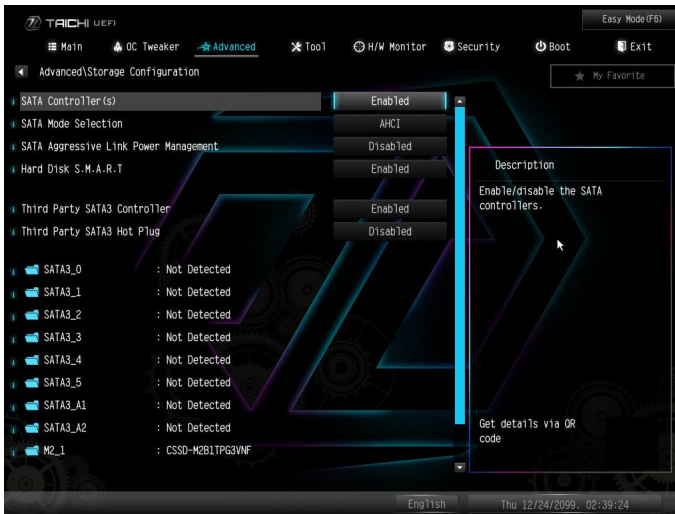 TAICHI UEFI
Easy Mode(F6)
Main OC Tweaker Advanced Tool H/W Monitor Security Boot Exit
Advanced\Storage Configuration
My Favorite
SATA Controller(s) Enabled
SATA Mode Selection AHCI
SATA Aggressive Link Power Management Disabled
Hard Disk S.M.A.R.T Enabled
Third Party SATA3 Controller Enabled
Third Party SATA3 Hot Plug Disabled
SATA3_0 : Not Detected
SATA3_1 : Not Detected
SATA3_2 : Not Detected
SATA3_3 : Not Detected
SATA3_4 : Not Detected
SATA3_5 : Not Detected
SATA3_A1 : Not Detected
SATA3_A2 : Not Detected
M2_1 : CSSD-M2B1TPG3VNF
Description
Enable/disable the SATA
controllers.
Get details via QR
code
English
Thu 12/24/2099, 02:39:24